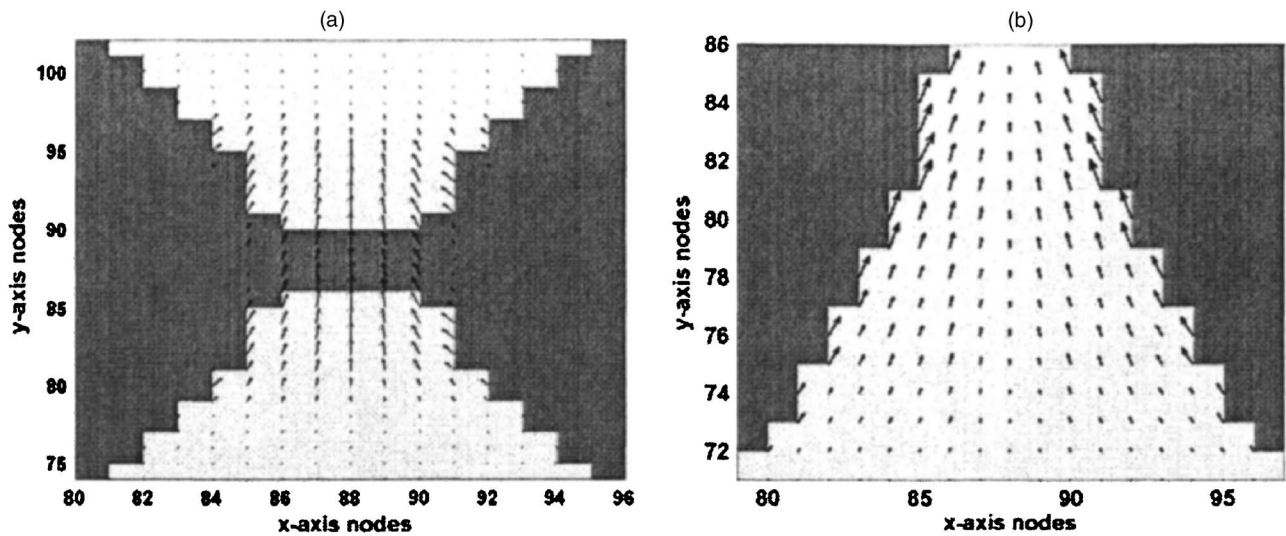 (a)
100
95
90
85
80
75
y-axis nodes
80 82 84 86 88 90 92 94 96
x-axis nodes
(b)
86
84
82
80
78
76
74
72
y-axis nodes
80 85 90 95
x-axis nodes